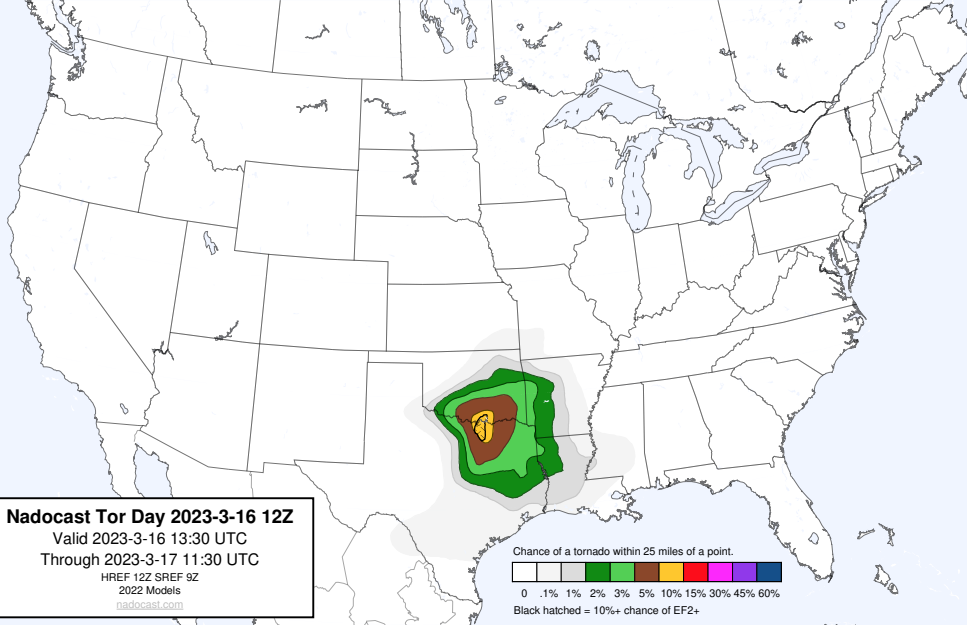 Nadocast Tor Day 2023-3-16 12Z
Valid 2023-3-16 13:30 UTC
Through 2023-3-17 11:30 UTC
HREF 12Z SREF 9Z
2022 Models
nadocast.com
Chance of a tornado within 25 miles of a point.
0 .1% 1% 2% 3% 5% 10% 15% 30% 45% 60%
Black hatched = 10%+ chance of EF2+